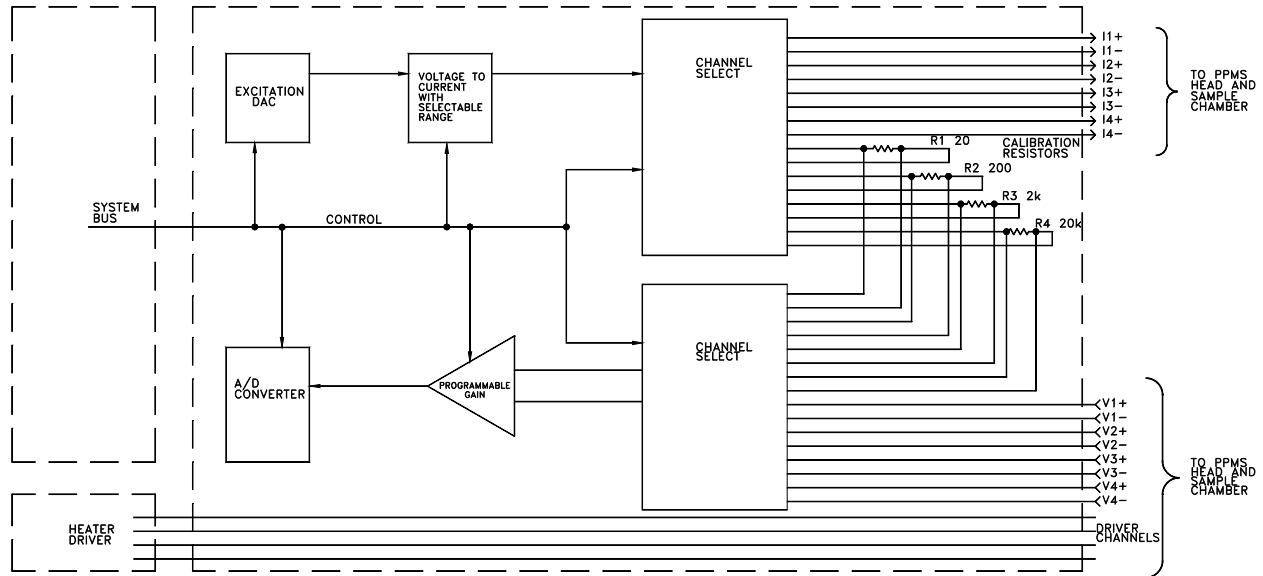 EXCITATION
DAC
VOLTAGE TO
CURRENT
WITH
SELECTABLE
RANGE
CHANNEL
SELECT
I1+
I1-
I2+
I2-
I3+
I3-
I4+
I4-
TO PPMS
HEAD AND
SAMPLE
CHAMBER
CALIBRATION
RESISTORS
R1 20
R2 200
R3 2k
R4 20k
SYSTEM
BUS
CONTROL
A/D
CONVERTER
PROGRAMMABLE
GAIN
CHANNEL
SELECT
V1+
V1-
V2+
V2-
V3+
V3-
V4+
V4-
TO PPMS
HEAD AND
SAMPLE
CHAMBER
HEATER
DRIVER
DRIVER
CHANNELS